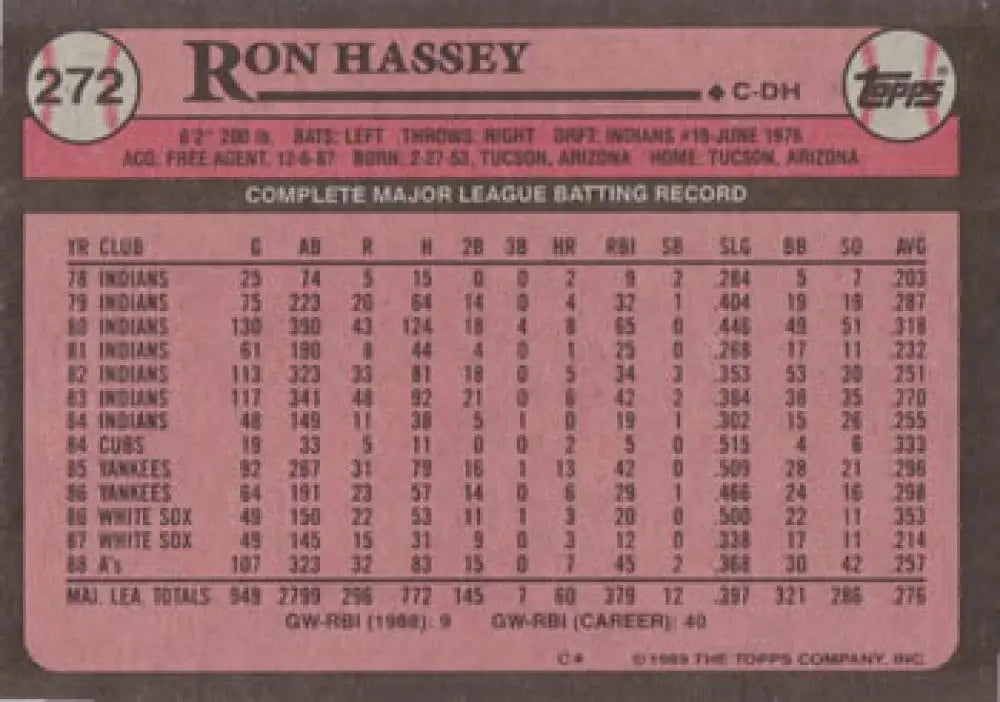 272
RON HASSEY
C-DH
TOPPS®
6'2" 200 lb. BATS: LEFT THROWS: RIGHT DRFT: INDIANS #18-JUNE 1976
ACQ. FREE AGENT, 12-8-87 BORN: 2-27-53, TUCSON, ARIZONA HOME: TUCSON, ARIZONA
COMPLETE MAJOR LEAGUE BATTING RECORD
YR CLUB G AB R H 2B 3B HR RBI SB SLG BB SO AVG
78 INDIANS 25 74 5 15 0 0 2 9 2 .284 5 7 .203
79 INDIANS 75 223 20 64 14 0 4 32 1 .404 19 19 .287
80 INDIANS 130 390 43 124 18 4 8 65 0 .446 49 51 .318
81 INDIANS 61 190 8 44 4 0 1 25 0 .268 17 11 .232
82 INDIANS 113 323 33 81 18 0 5 34 3 .353 53 30 .251
83 INDIANS 117 341 48 92 21 0 6 42 2 .384 38 35 .270
84 INDIANS 48 149 11 38 5 1 0 19 1 .302 15 26 .255
84 CUBS 19 33 5 11 0 0 2 5 0 .515 4 6 .333
85 YANKEES 92 267 31 79 16 1 13 42 0 .509 28 21 .296
86 YANKEES 64 191 23 57 14 0 6 29 1 .466 24 16 .298
86 WHITE SOX 49 150 22 53 11 1 3 20 0 .500 22 11 .353
87 WHITE SOX 49 145 15 31 9 0 3 12 0 .338 17 11 .214
88 A's 107 323 32 83 15 0 7 45 2 .368 30 42 .257
MAJ. LEA. TOTALS 949 2799 296 772 145 7 60 379 12 .397 321 286 .276
GW-RBI (1988): 9 GW-RBI (CAREER): 40
C* ©1989 THE TOPPS COMPANY, INC.